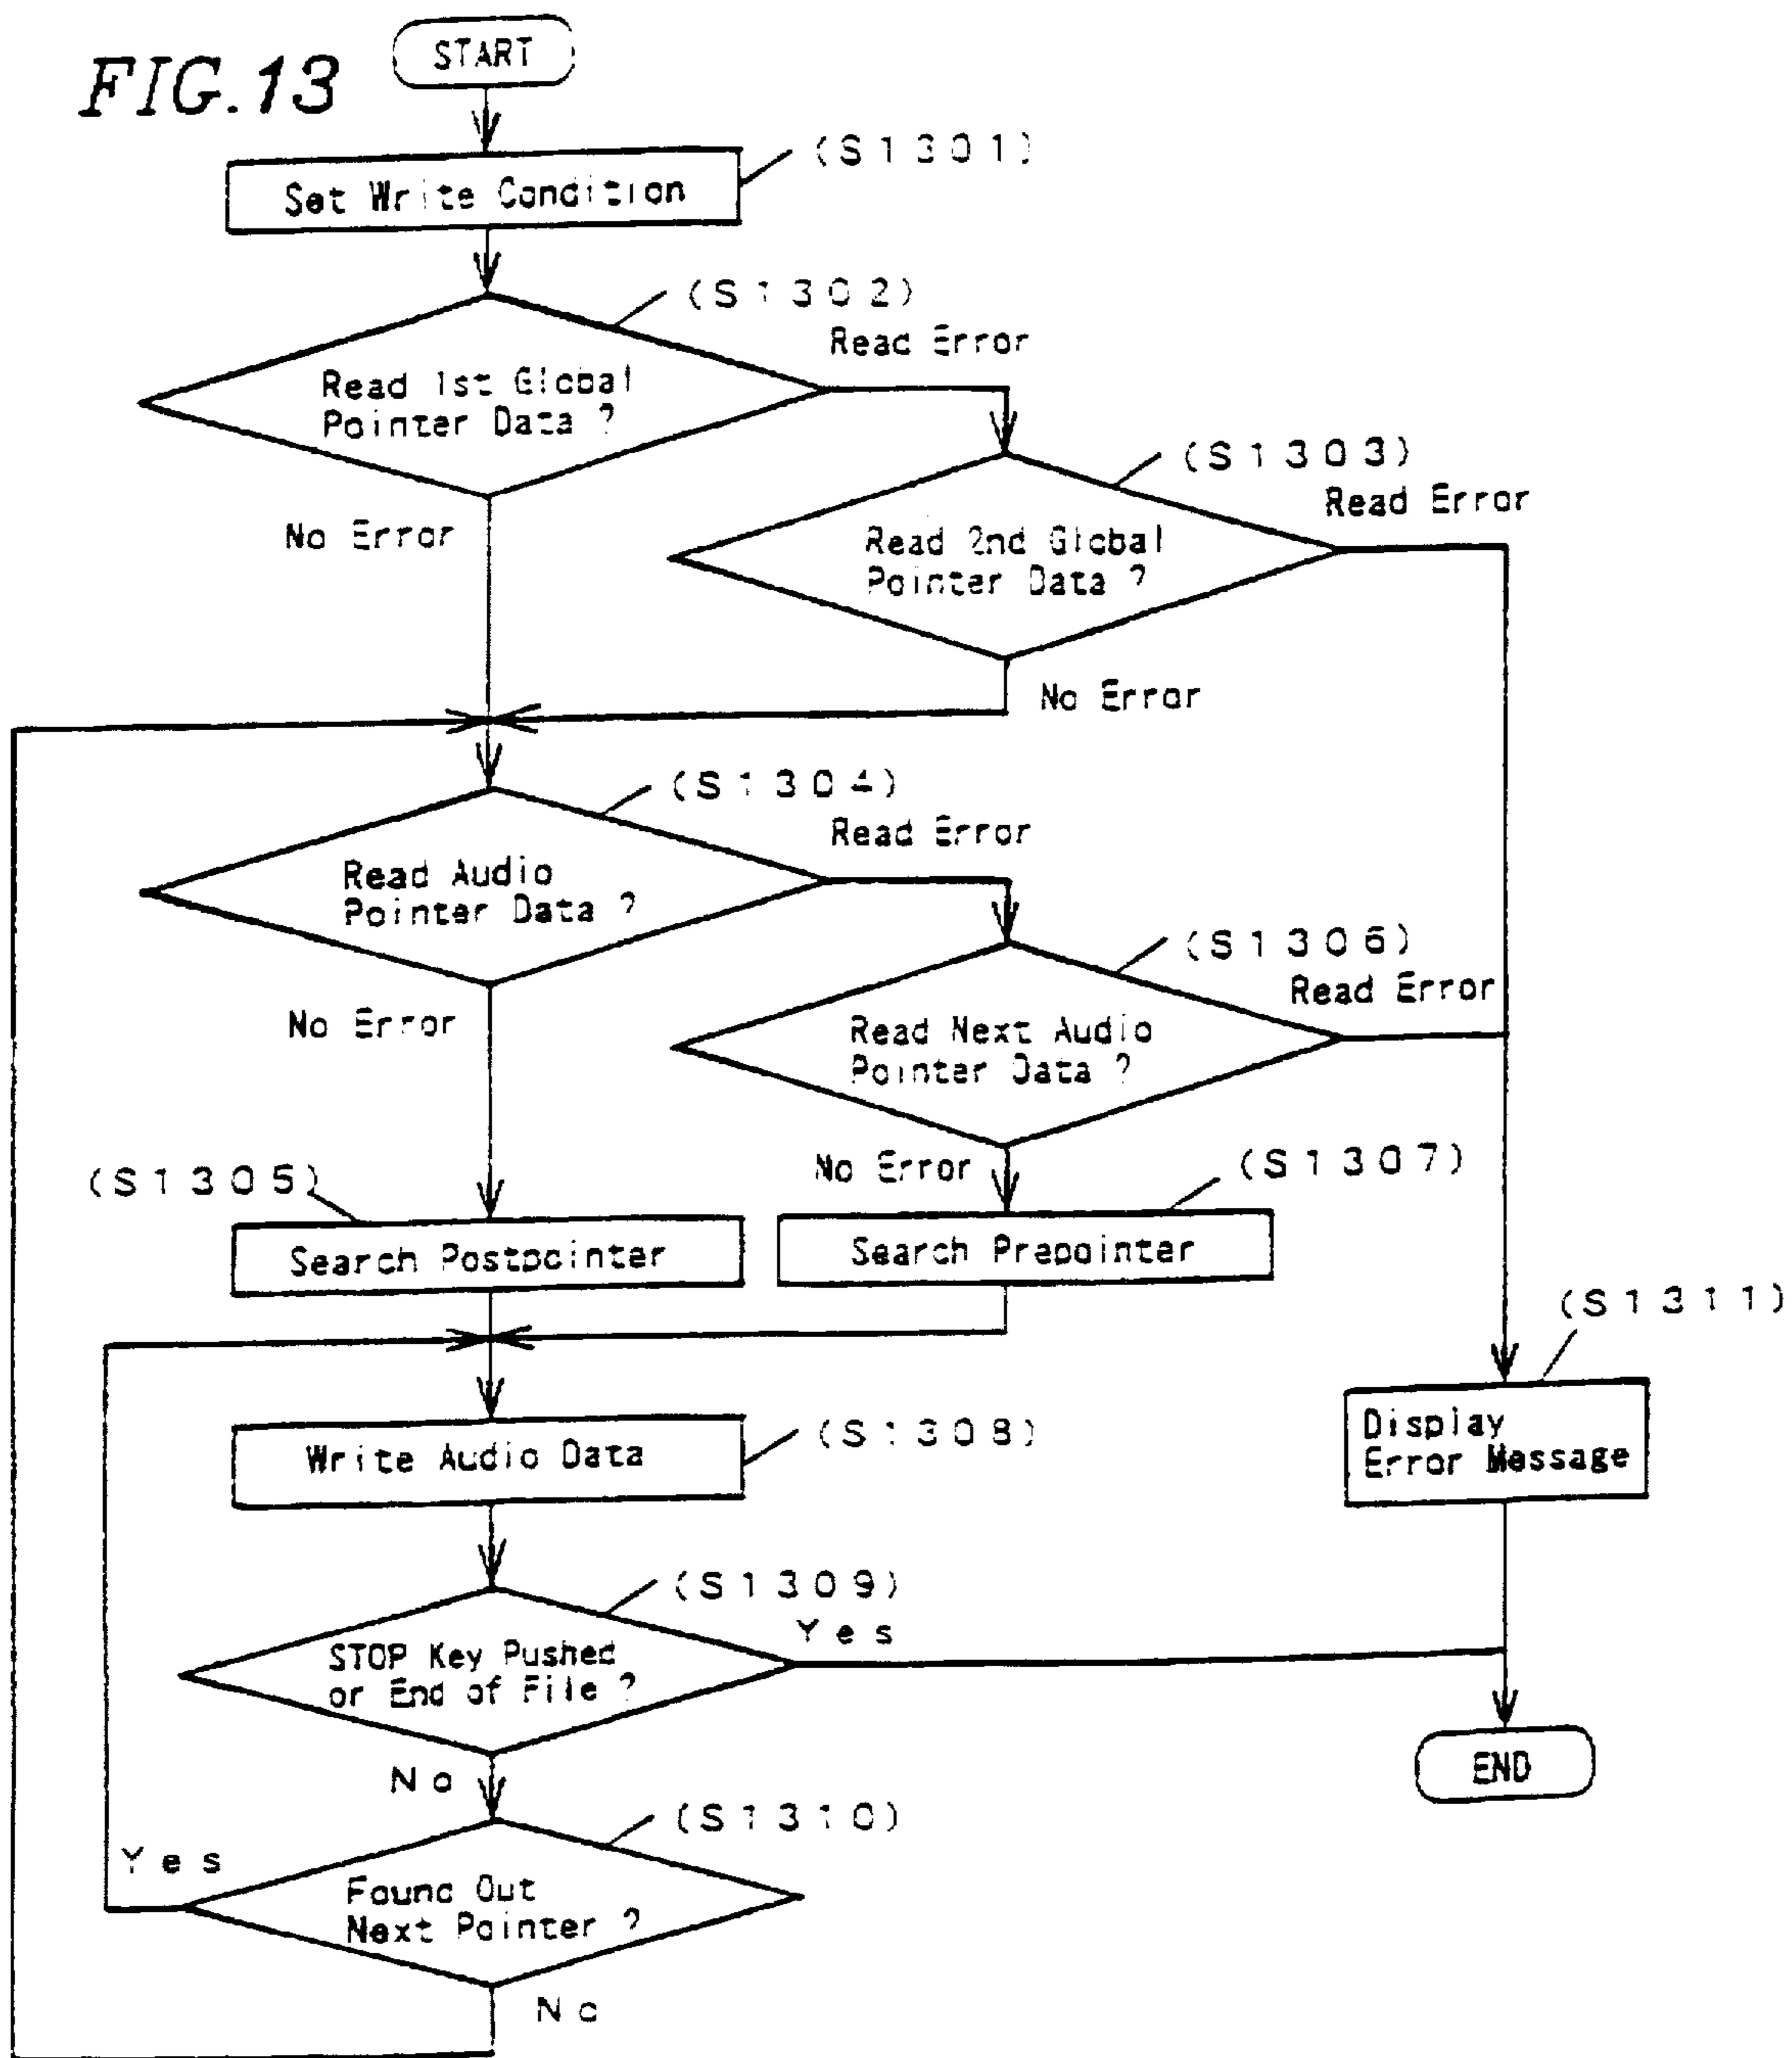 FIG.13
START
(S1301)
Set Write Condition
(S1302)
Read Error
Read 1st Global
Pointer Data ?
(S1303)
Read Error
No Error
Read 2nd Global
Pointer Data ?
No Error
(S1304)
Read Error
Read Audio
Pointer Data ?
(S1306)
Read Error
No Error
Read Next Audio
Pointer Data ?
No Error
(S1307)
(S1305)
Search Postpointer
Search Prepointer
(S1311)
Display
Error Message
(S1308)
Write Audio Data
(S1309)
Yes
STOP Key Pushed
or End of File ?
END
No
(S1310)
Yes
Found Out
Next Pointer ?
No